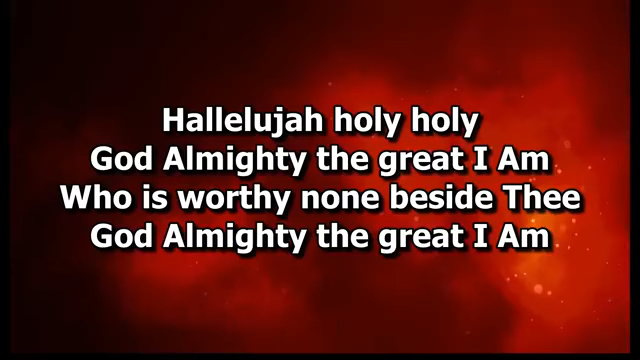 Hallelujah holy holy
God Almighty the great I Am
Who is worthy none beside Thee
God Almighty the great I Am